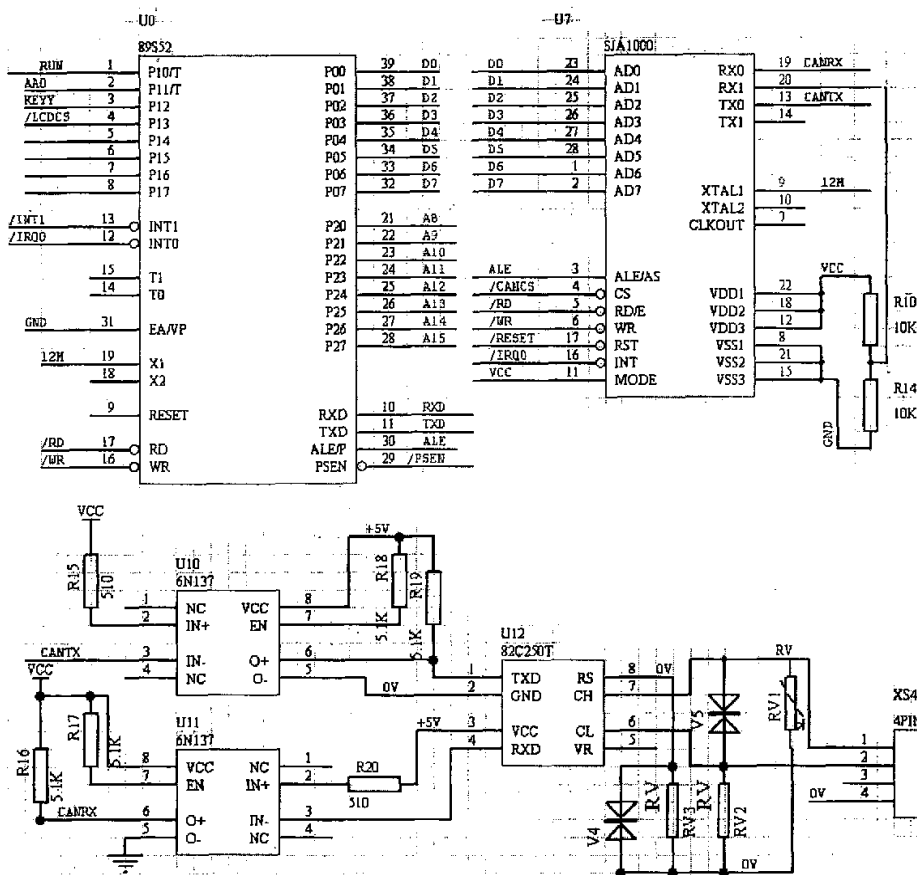 U0
89S52
RUN 1 P10/T P00 39 D0
AA0 2 P11/T P01 38 D1
KEYY 3 P12 P02 37 D2
/LCDCS 4 P13 P03 36 D3
5 P14 P04 35 D4
6 P15 P05 34 D5
7 P16 P06 33 D6
8 P17 P07 32 D7
/INT1 13 INT1 P20 21 A8
/IRQ0 12 INT0 P21 22 A9
P22 23 A10
15 T1 P23 24 A11
14 T0 P24 25 A12
P25 26 A13
GND 31 EA/VP P26 27 A14
P27 28 A15
12M 19 X1
18 X2
9 RESET RXD 10 RXD
TXD 11 TXD
/RD 17 RD ALE/P 30 ALE
/WR 16 WR PSEN 29 /PSEN
U7
SJA1000
D0 23 AD0 RX0 19 CANRX
D1 24 AD1 RX1 20
D2 25 AD2 TX0 13 CANTX
D3 26 AD3 TX1 14
D4 27 AD4
D5 28 AD5
D6 1 AD6
D7 2 AD7 XTAL1 9 12M
XTAL2 10
CLKOUT 7
ALE 3 ALE/AS VCC
/CANCS 4 CS VDD1 22
/RD 5 RD/E VDD2 18
/WR 6 WR VDD3 12
/RESET 17 RST VSS1 8
/IRQ0 16 INT VSS2 21
VCC 11 MODE VSS3 15
R10
10K
R14
10K
GND
VCC
R15
510
U10
6N137
1 NC VCC 8
2 IN+ EN 7
CANTX 3 IN- O+ 6
4 NC O- 5
+5V
R18
5.1K
R19
5.1K
0V
VCC
R16
5.1K
R17
5.1K
U11
6N137
8 VCC NC 1
7 EN IN+ 2
CANRX 6 O+ IN- 3
5 O- NC 4
R20
510
+5V
U12
82C250T
1 TXD RS 8 0V
2 GND CH 7
3 VCC CL 6
4 RXD VR 5
V5
RV
RV1
V4
RV
RV3
RV
RV2
0V
XS4
4PIN
1
2
3
0V 4